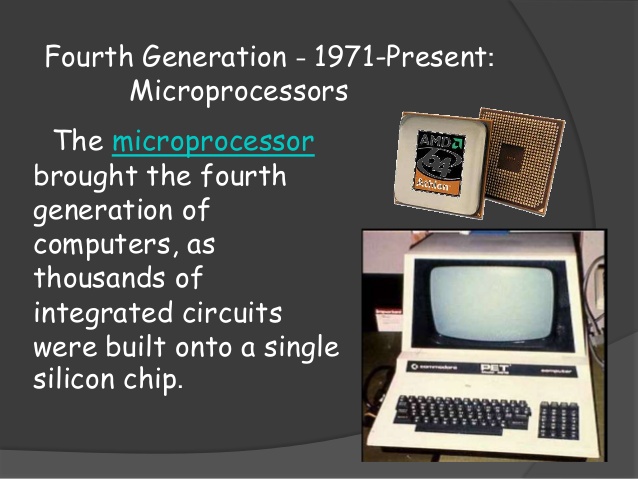 Fourth Generation - 1971-Present:
Microprocessors
The microprocessor
brought the fourth
generation of
computers, as
thousands of
integrated circuits
were built onto a single
silicon chip.
AMD
64
commodore
PET
computer